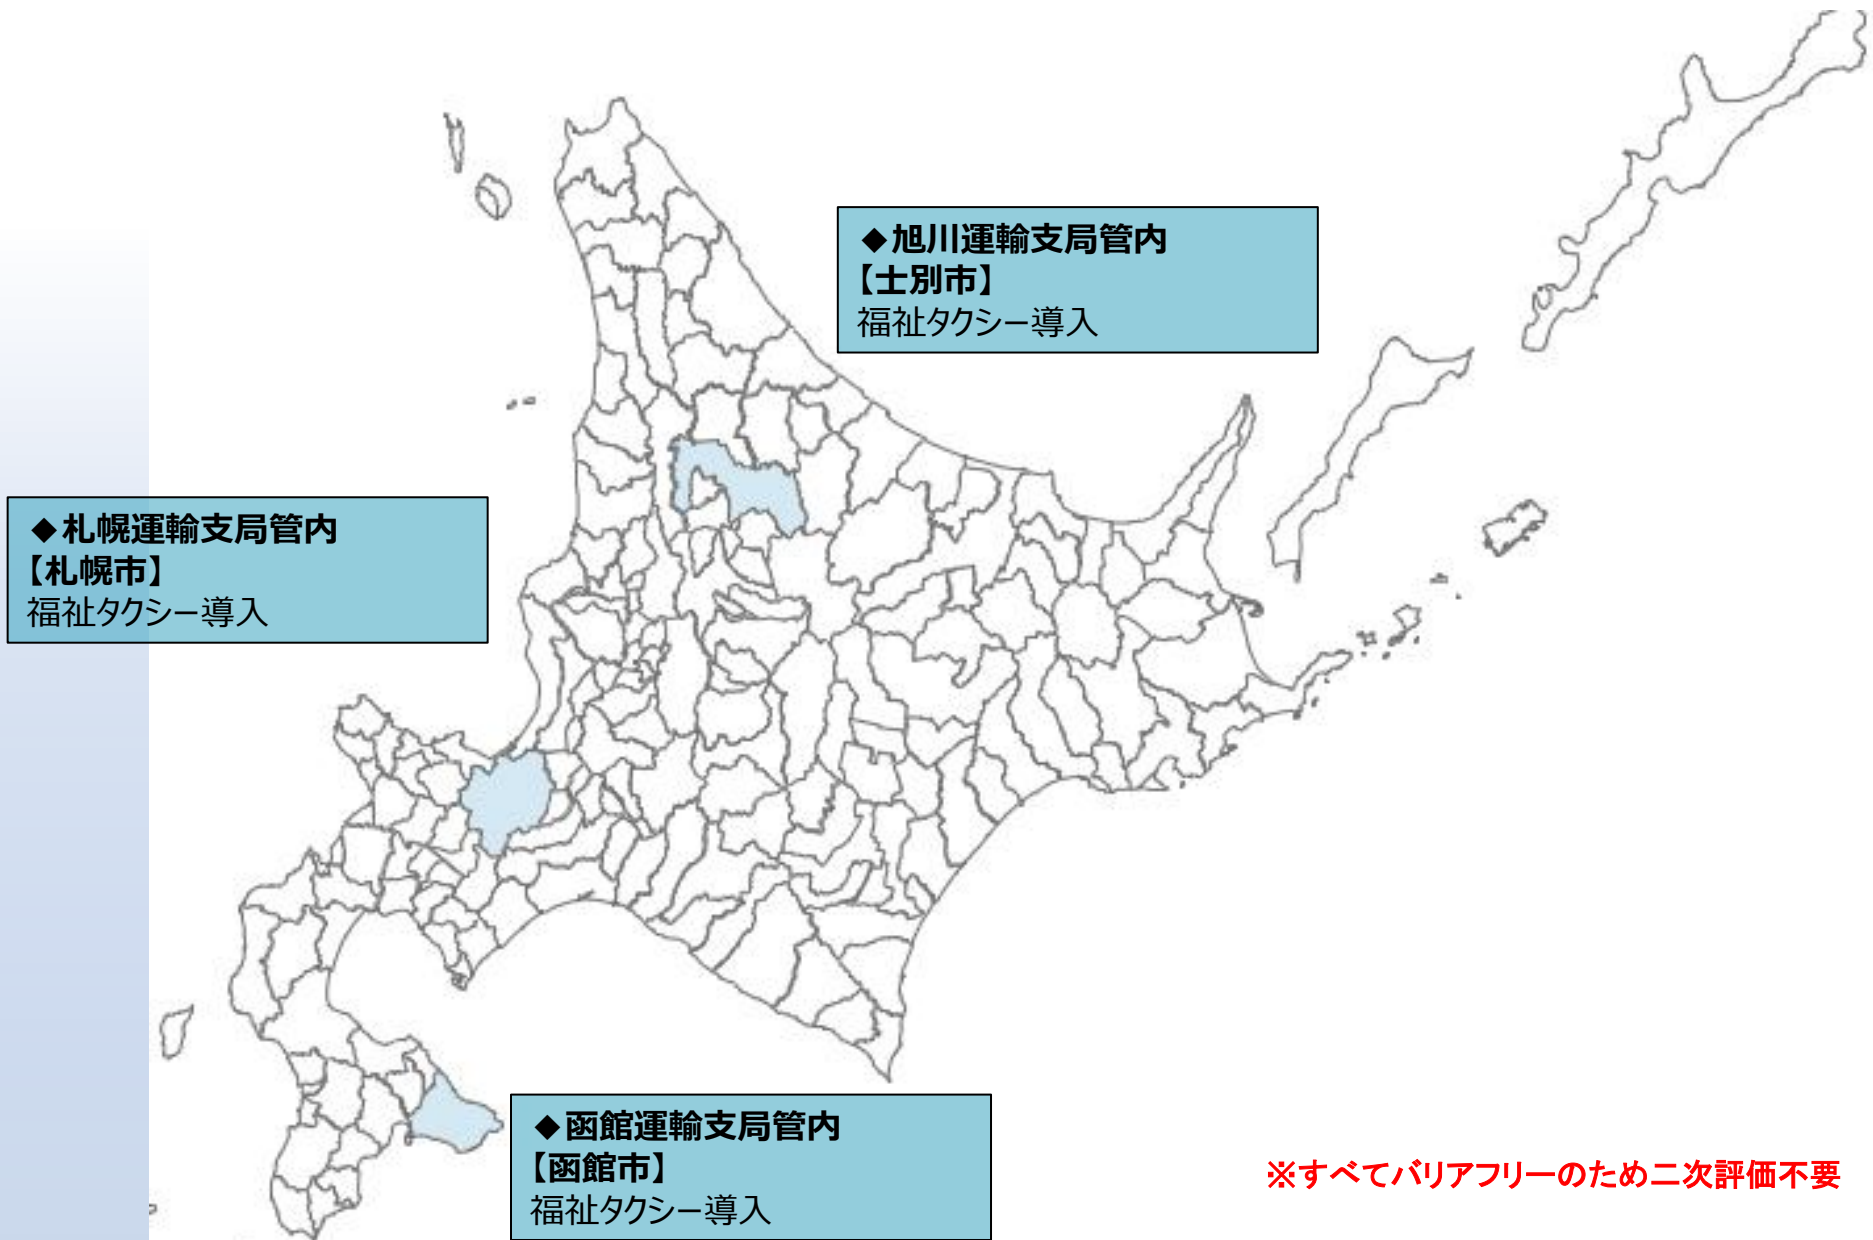 ◆旭川運輸支局管内
【士別市】
福祉タクシー導入
◆札幌運輸支局管内
【札幌市】
福祉タクシー導入
◆函館運輸支局管内
【函館市】
福祉タクシー導入
※すべてバリアフリーのため二次評価不要